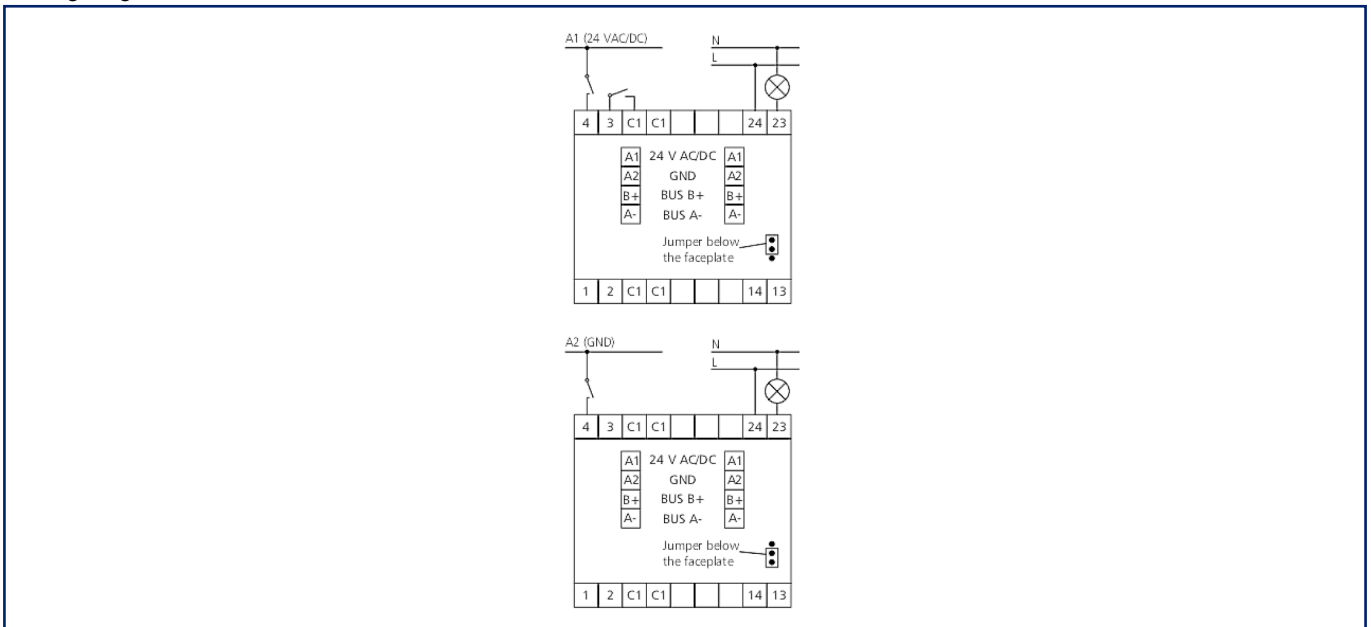 A1 (24 VAC/DC)
N
L
4 3 C1 C1 24 23
A1 24 V AC/DC A1
A2 GND A2
B+ BUS B+ B+
A- BUS A- A-
Jumper below
the faceplate
1 2 C1 C1 14 13
A2 (GND)
N
L
4 3 C1 C1 24 23
A1 24 V AC/DC A1
A2 GND A2
B+ BUS B+ B+
A- BUS A- A-
Jumper below
the faceplate
1 2 C1 C1 14 13